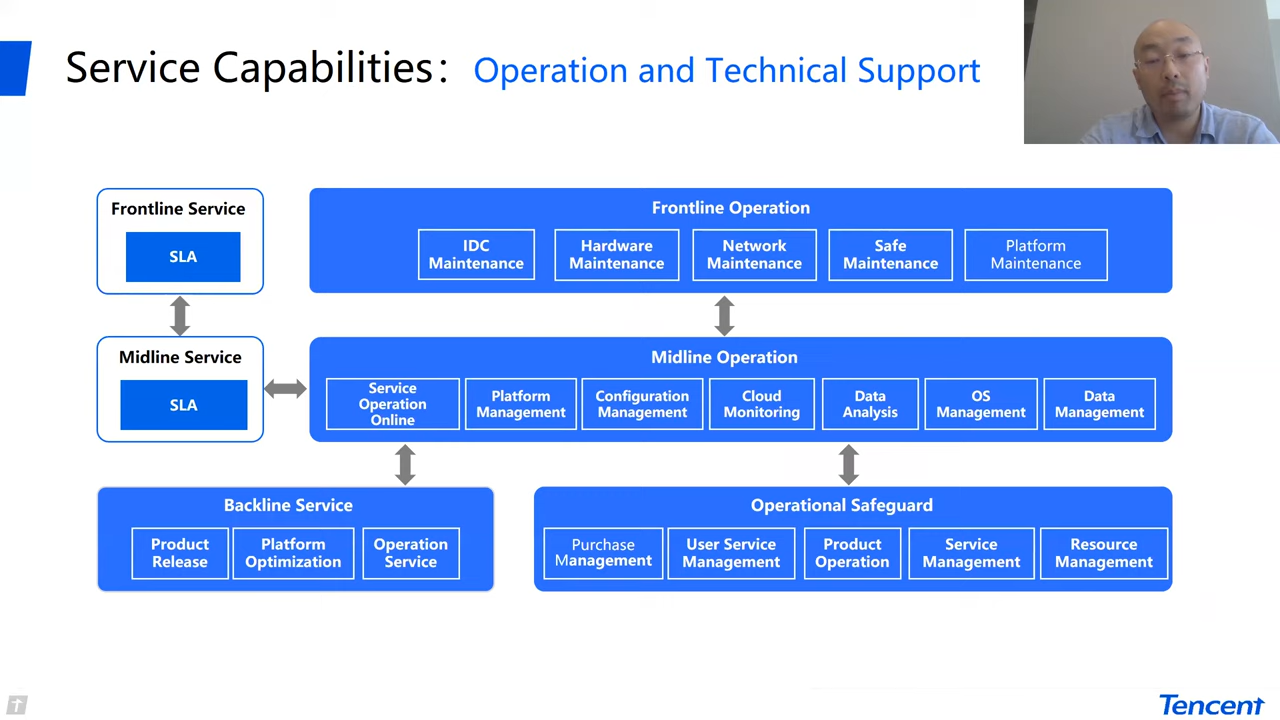 Service Capabilities: Operation and Technical Support
Frontline Service
SLA
Frontline Operation
IDC
Maintenance
Hardware
Maintenance
Network
Maintenance
Safe
Maintenance
Platform
Maintenance
Midline Service
SLA
Midline Operation
Service
Operation
Online
Platform
Management
Configuration
Management
Cloud
Monitoring
Data
Analysis
OS
Management
Data
Management
Backline Service
Product
Release
Platform
Optimization
Operation
Service
Operational Safeguard
Purchase
Management
User Service
Management
Product
Operation
Service
Management
Resource
Management
Tencent